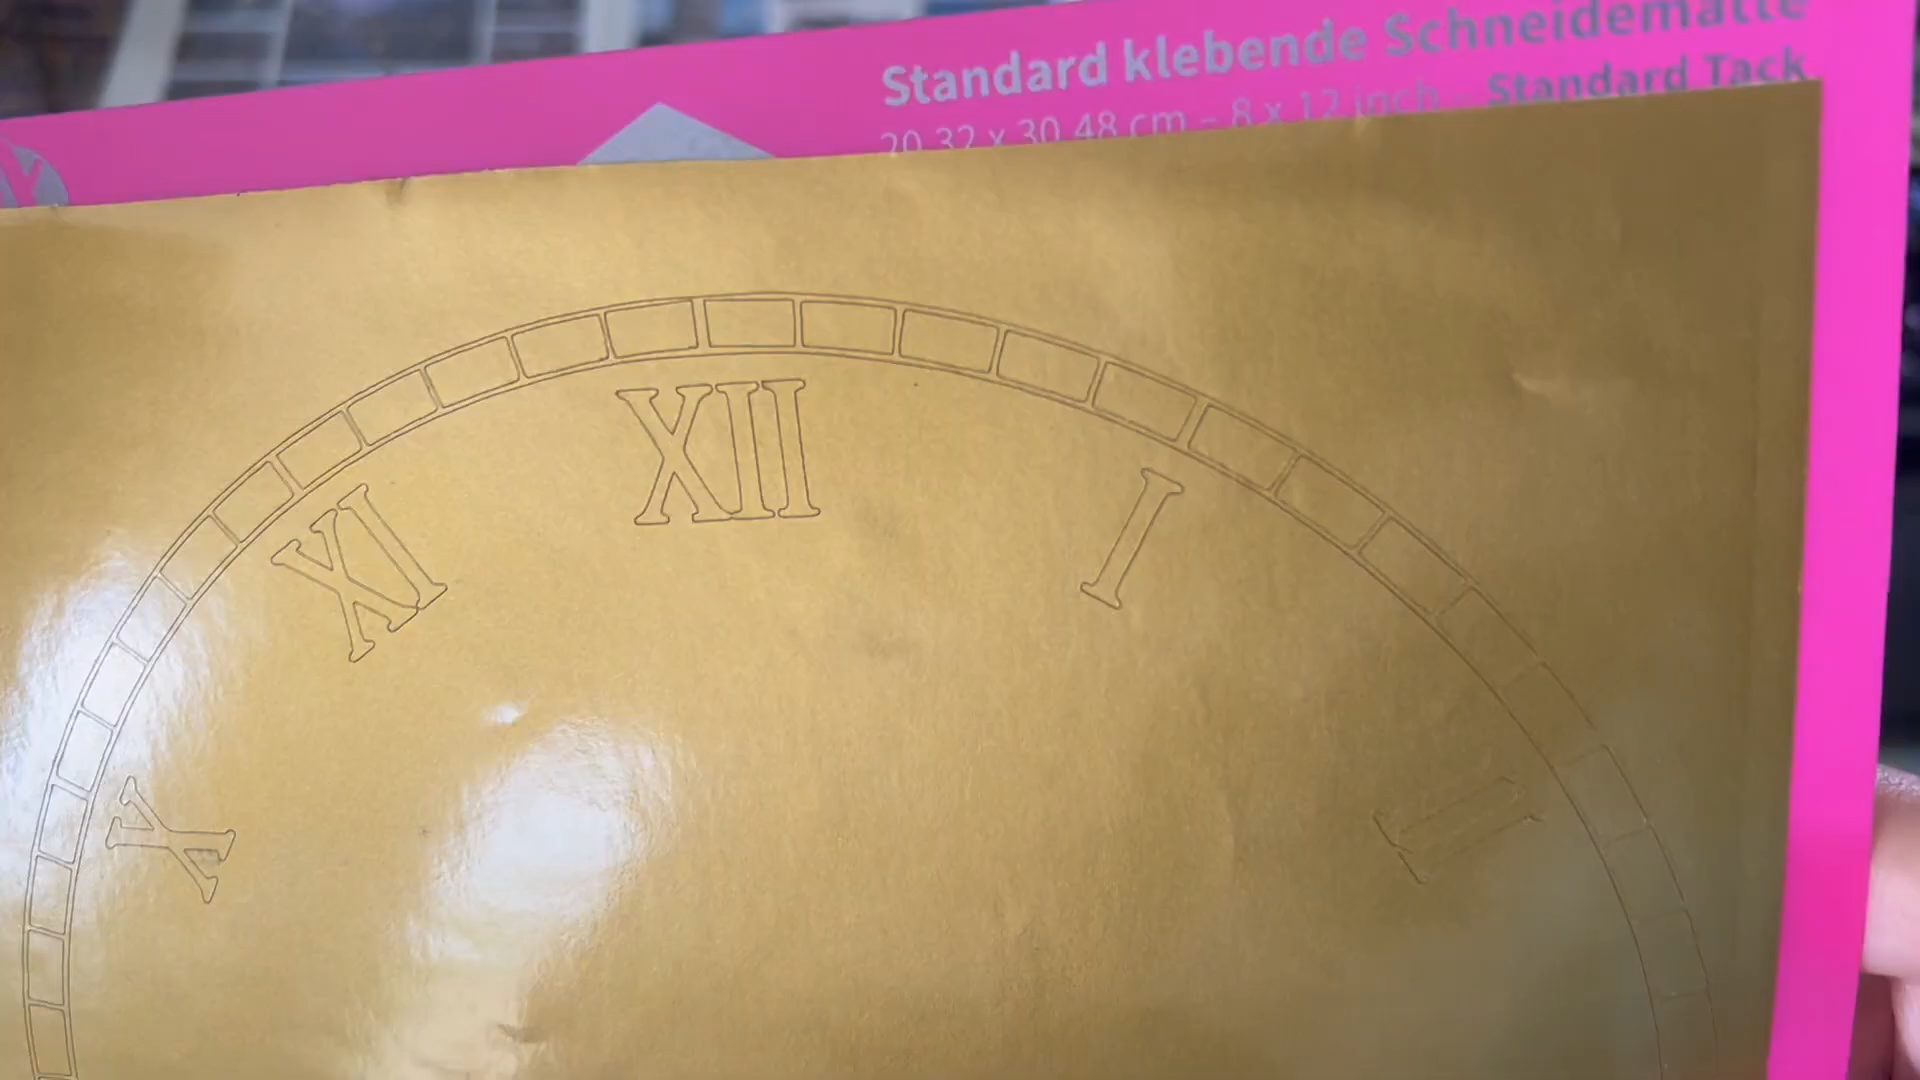 Standard klebende Schneidematte
20,32 x 30,48 cm – 8 x 12 inch – Standard Tack
XII
XI
I
X
II